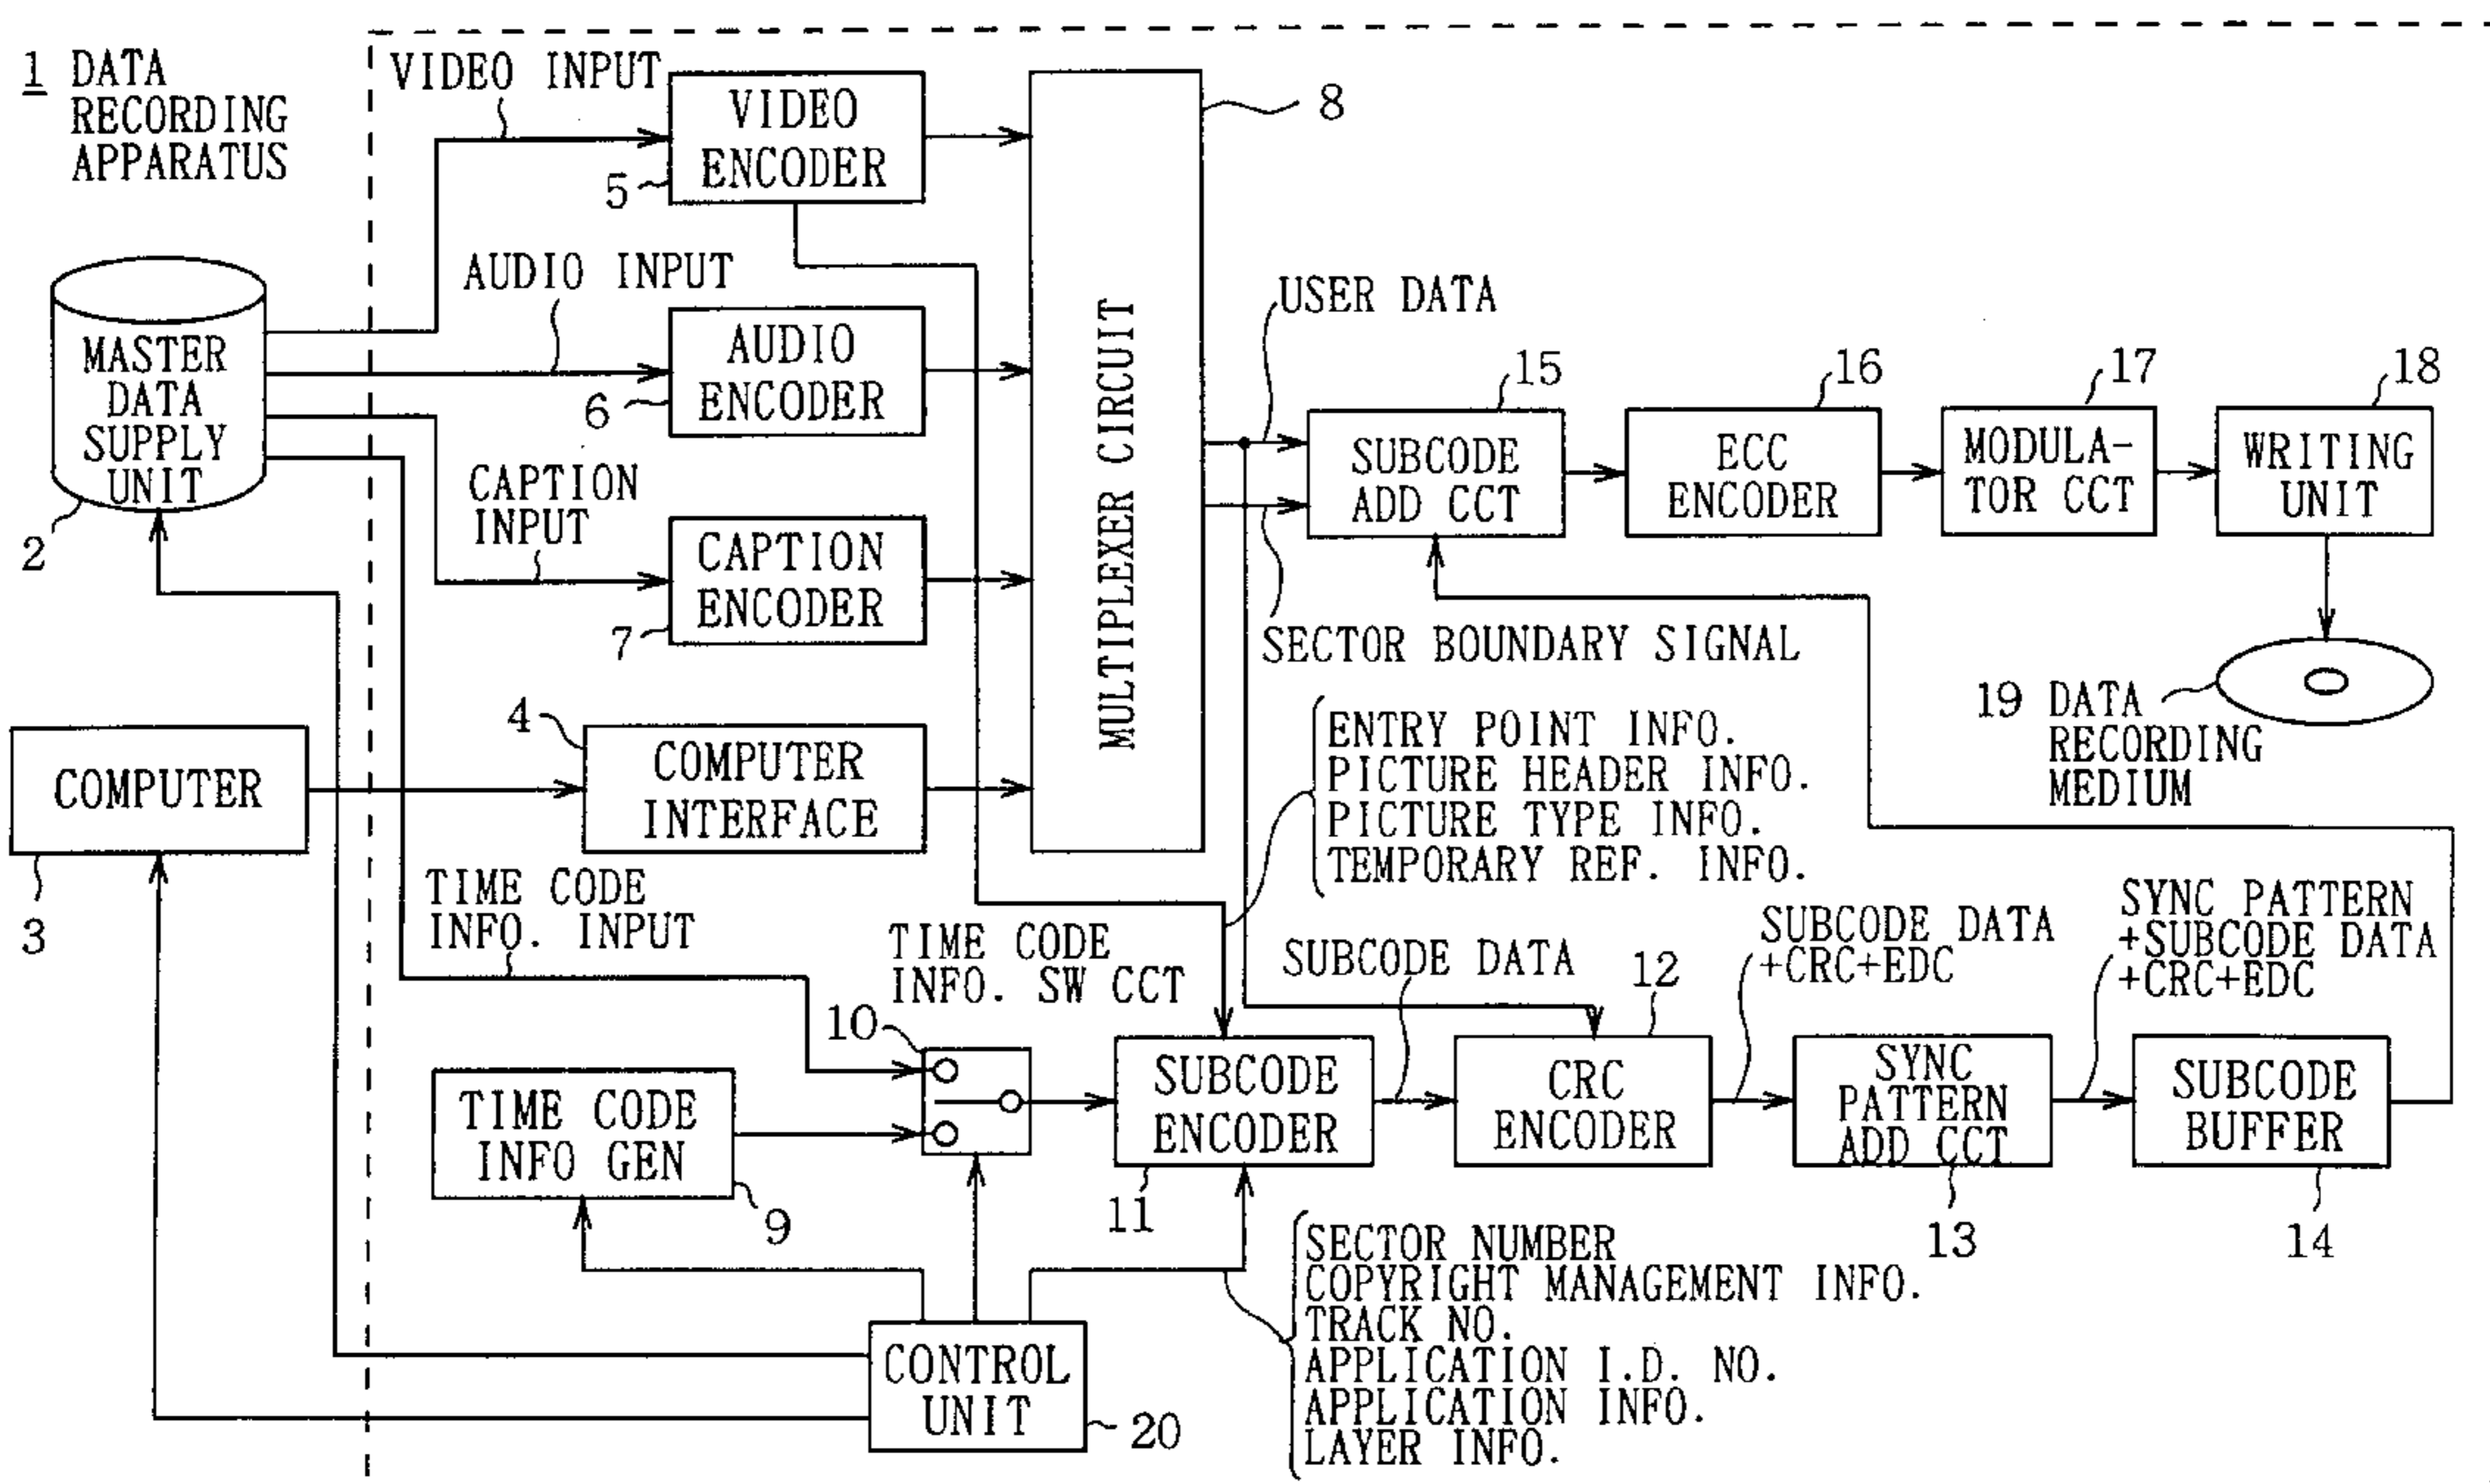 1 DATA
RECORDING
APPARATUS
VIDEO INPUT
VIDEO
ENCODER
5
8
AUDIO INPUT
AUDIO
ENCODER
6
MASTER
DATA
SUPPLY
UNIT
2
CAPTION
INPUT
CAPTION
ENCODER
7
MULTIPLEXER CIRCUIT
USER DATA
SECTOR BOUNDARY SIGNAL
15
SUBCODE
ADD CCT
16
ECC
ENCODER
17
MODULA-
TOR CCT
18
WRITING
UNIT
19 DATA
RECORDING
MEDIUM
COMPUTER
3
4
COMPUTER
INTERFACE
ENTRY POINT INFO.
PICTURE HEADER INFO.
PICTURE TYPE INFO.
TEMPORARY REF. INFO.
TIME CODE
INFO. INPUT
TIME CODE
INFO. SW CCT
10
TIME CODE
INFO GEN
9
SUBCODE
ENCODER
11
SUBCODE DATA
12
CRC
ENCODER
SUBCODE DATA
+CRC+EDC
SYNC
PATTERN
ADD CCT
13
SYNC PATTERN
+SUBCODE DATA
+CRC+EDC
SUBCODE
BUFFER
14
CONTROL
UNIT
20
SECTOR NUMBER
COPYRIGHT MANAGEMENT INFO.
TRACK NO.
APPLICATION I.D. NO.
APPLICATION INFO.
LAYER INFO.